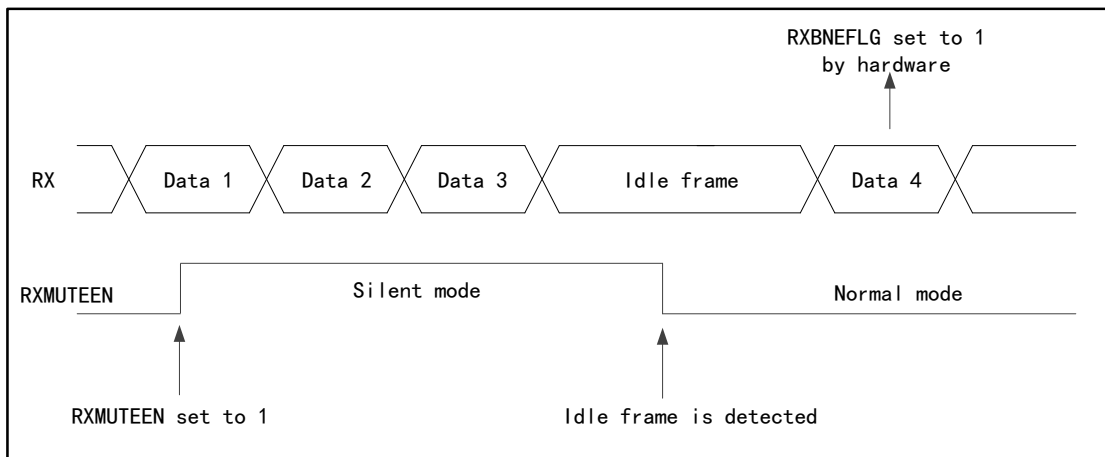 RXBNEFLG set to 1
by hardware
RX
Data 1
Data 2
Data 3
Idle frame
Data 4
RXMUTEEN
Silent mode
Normal mode
RXMUTEEN set to 1
Idle frame is detected